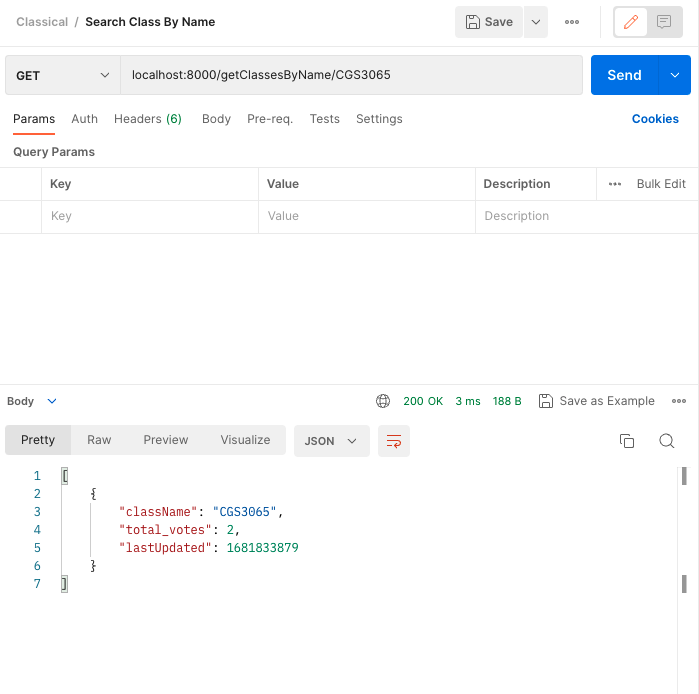 Classical / Search Class By Name Save
GET localhost:8000/getClassesByName/CGS3065 Send
Params Auth Headers (6) Body Pre-req. Tests Settings Cookies
Query Params
Key Value Description Bulk Edit
Key Value Description
Body 200 OK 3 ms 188 B Save as Example
Pretty Raw Preview Visualize JSON
1 [
2 {
3 "className": "CGS3065",
4 "total_votes": 2,
5 "lastUpdated": 1681833879
6 }
7 ]